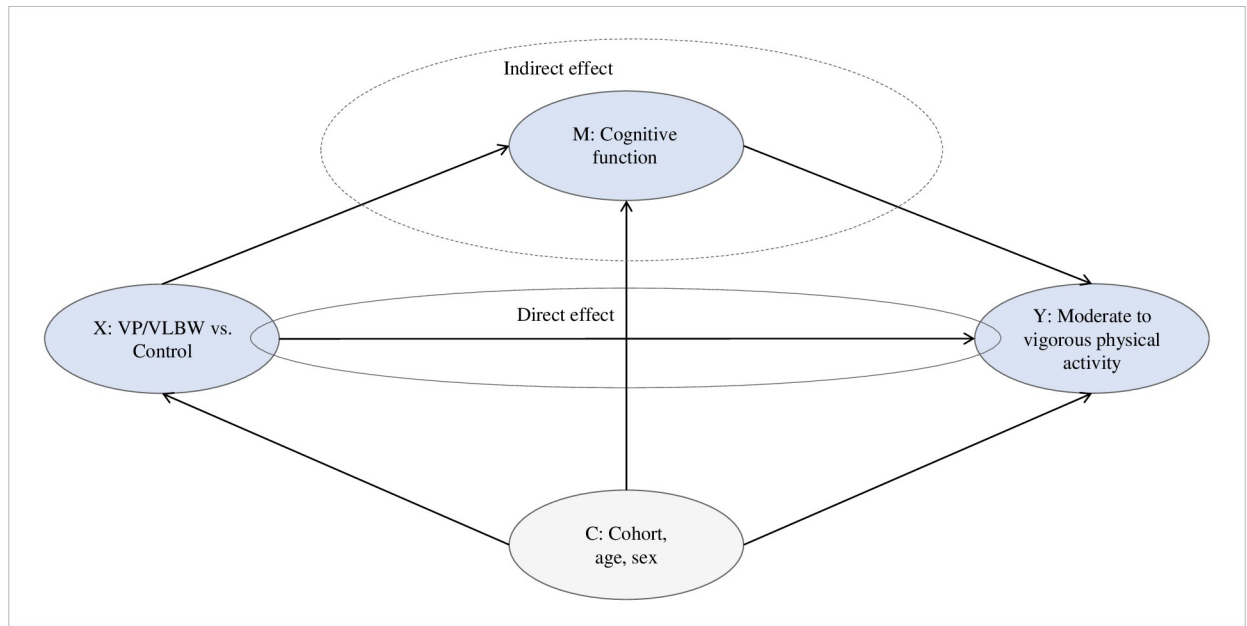 Indirect effect
M: Cognitive
function
Direct effect
X: VP/VLBW vs.
Control
Y: Moderate to
vigorous physical
activity
C: Cohort,
age, sex